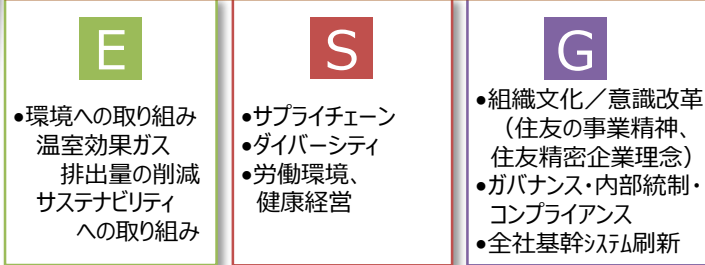 E
•環境への取り組み
温室効果ガス
排出量の削減
サステナビリティ
への取り組み
S
•サプライチェーン
•ダイバーシティ
•労働環境、
健康経営
G
•組織文化／意識改革
（住友の事業精神、
住友精密企業理念）
•ガバナンス・内部統制・
コンプライアンス
•全社基幹ｼｽﾃﾑ刷新